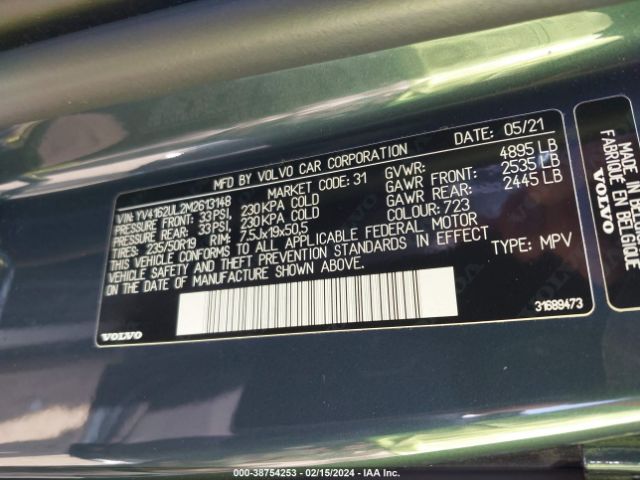 MFD BY VOLVO CAR CORPORATION DATE: 05/21
VIN: YV4162UL2M2613148 MARKET CODE: 31 GVWR: 4895 LB
PRESSURE FRONT: 33 PSI, 230 KPA COLD GAWR FRONT: 2535 LB
PRESSURE REAR: 33 PSI, 230 KPA COLD GAWR REAR: 2445 LB
TIRES: 235/50R19 RIM: 7,5Jx19x50,5 COLOUR: 723
THIS VEHICLE CONFORMS TO ALL APPLICABLE FEDERAL MOTOR
VEHICLE SAFETY AND THEFT PREVENTION STANDARDS IN EFFECT
ON THE DATE OF MANUFACTURE SHOWN ABOVE. TYPE: MPV
VOLVO
31689473
VOLVO
FABRIQUE
EN BELGIQUE
000-38754253 - 02/15/2024 - IAA Inc.